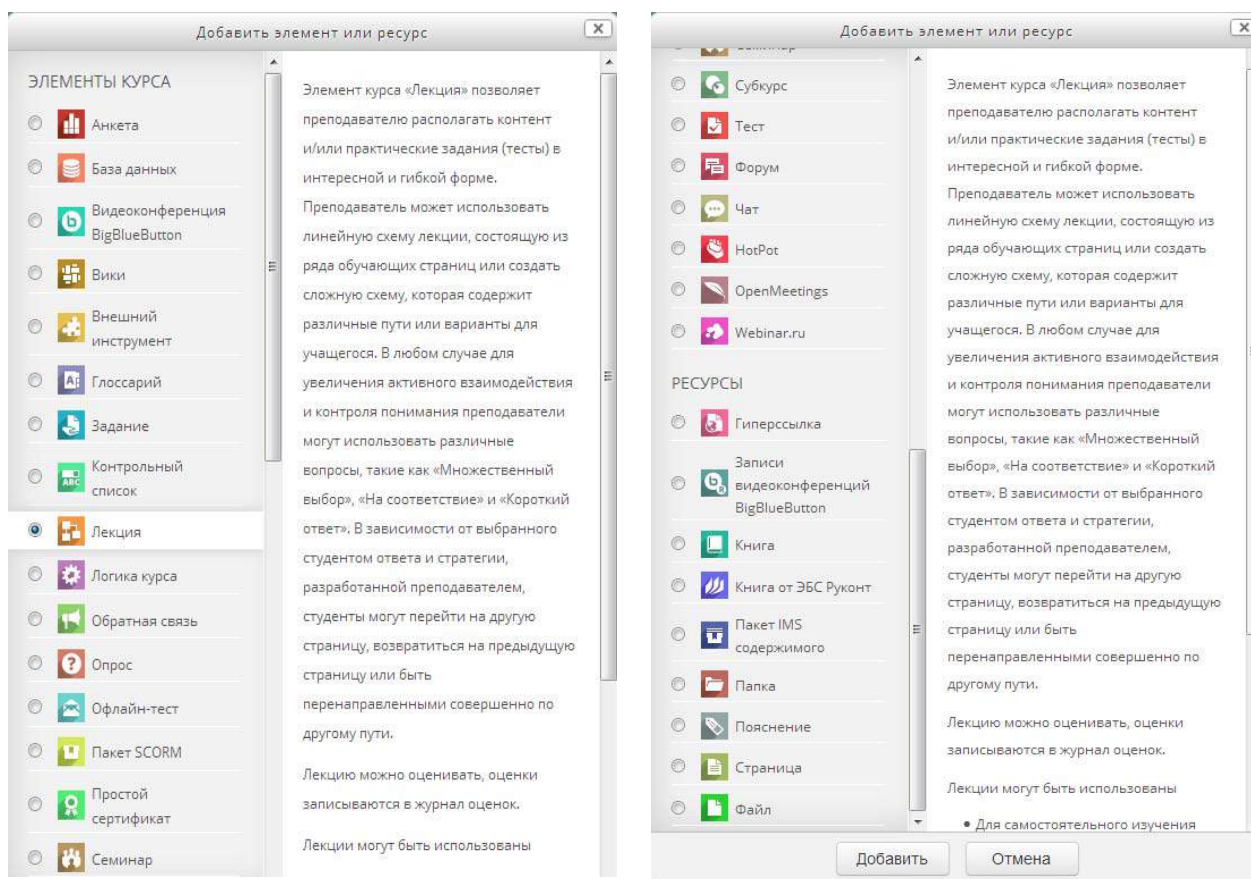 Добавить элемент или ресурс
ЭЛЕМЕНТЫ КУРСА
Анкета
База данных
Видеоконференция
BigBlueButton
Вики
Внешний
инструмент
Глоссарий
Задание
Контрольный
список
Лекция
Логика курса
Обратная связь
Опрос
Офлайн-тест
Пакет SCORM
Простой
сертификат
Семинар
Элемент курса «Лекция» позволяет
преподавателю располагать контент
и/или практические задания (тесты) в
интересной и гибкой форме.
Преподаватель может использовать
линейную схему лекции, состоящую из
ряда обучающих страниц или создать
сложную схему, которая содержит
различные пути или варианты для
учащегося. В любом случае для
увеличения активного взаимодействия
и контроля понимания преподаватели
могут использовать различные
вопросы, такие как «Множественный
выбор», «На соответствие» и «Короткий
ответ». В зависимости от выбранного
студентом ответа и стратегии,
разработанной преподавателем,
студенты могут перейти на другую
страницу, возвратиться на предыдущую
страницу или быть
перенаправленными совершенно по
другому пути.
Лекцию можно оценивать, оценки
записываются в журнал оценок.
Лекции могут быть использованы
Добавить элемент или ресурс
Семинар
Субкурс
Тест
Форум
Чат
HotPot
OpenMeetings
Webinar.ru
РЕСУРСЫ
Гиперссылка
Записи
видеоконференций
BigBlueButton
Книга
Книга от ЭБС Руконт
Пакет IMS
содержимого
Папка
Пояснение
Страница
Файл
Элемент курса «Лекция» позволяет
преподавателю располагать контент
и/или практические задания (тесты) в
интересной и гибкой форме.
Преподаватель может использовать
линейную схему лекции, состоящую из
ряда обучающих страниц или создать
сложную схему, которая содержит
различные пути или варианты для
учащегося. В любом случае для
увеличения активного взаимодействия
и контроля понимания преподаватели
могут использовать различные
вопросы, такие как «Множественный
выбор», «На соответствие» и «Короткий
ответ». В зависимости от выбранного
студентом ответа и стратегии,
разработанной преподавателем,
студенты могут перейти на другую
страницу, возвратиться на предыдущую
страницу или быть
перенаправленными совершенно по
другому пути.
Лекцию можно оценивать, оценки
записываются в журнал оценок.
Лекции могут быть использованы
• Для самостоятельного изучения
Добавить
Отмена